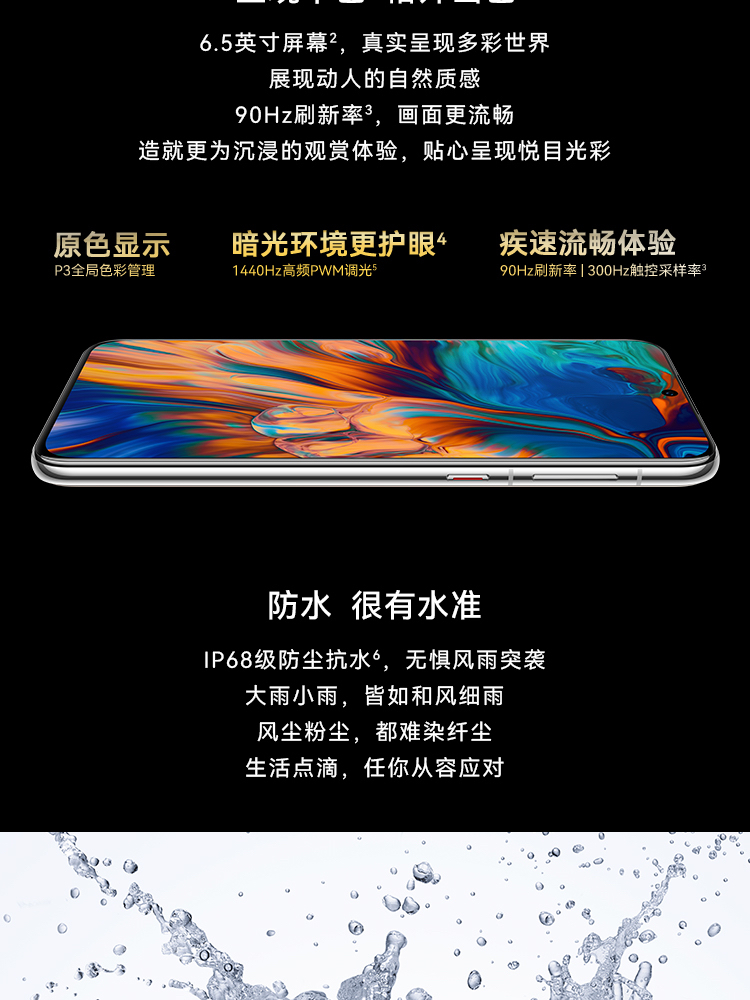 6.5英寸屏幕²，真实呈现多彩世界
展现动人的自然质感
90Hz刷新率³，画面更流畅
造就更为沉浸的观赏体验，贴心呈现悦目光彩
原色显示
P3全局色彩管理
暗光环境更护眼⁴
1440Hz高频PWM调光⁵
疾速流畅体验
90Hz刷新率 | 300Hz触控采样率³
防水 很有水准
IP68级防尘抗水⁶，无惧风雨突袭
大雨小雨，皆如和风细雨
风尘粉尘，都难染纤尘
生活点滴，任你从容应对